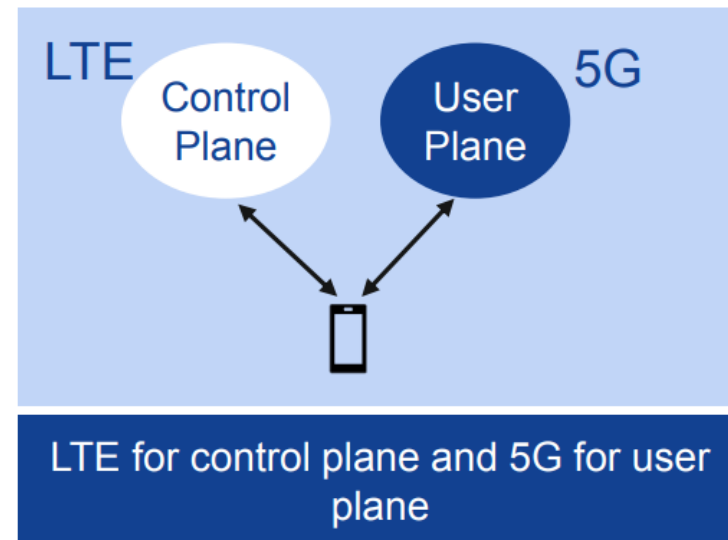 LTE
Control
Plane
User
Plane
5G
LTE for control plane and 5G for user
plane